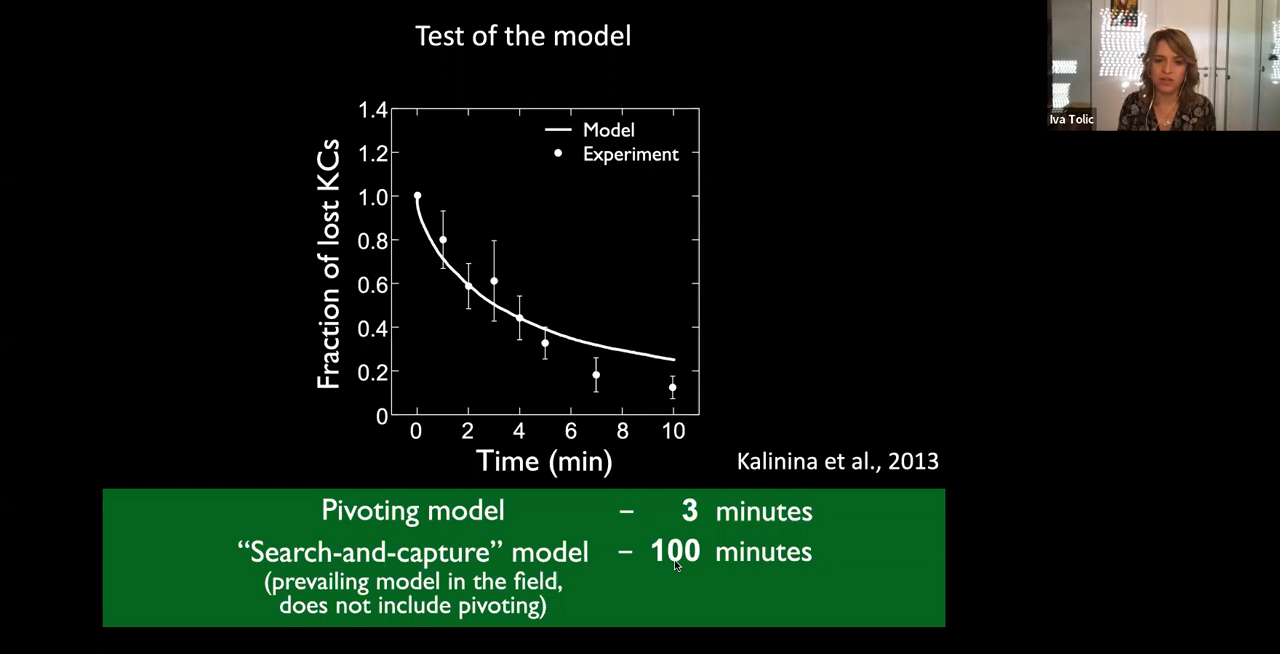 Test of the model
Iva Tolic
1.4
1.2
1.0
0.8
0.6
0.4
0.2
0
Fraction of lost KCs
Model
Experiment
0 2 4 6 8 10
Time (min)
Kalinina et al., 2013
Pivoting model – 3 minutes
“Search-and-capture” model – 100 minutes
(prevailing model in the field,
does not include pivoting)